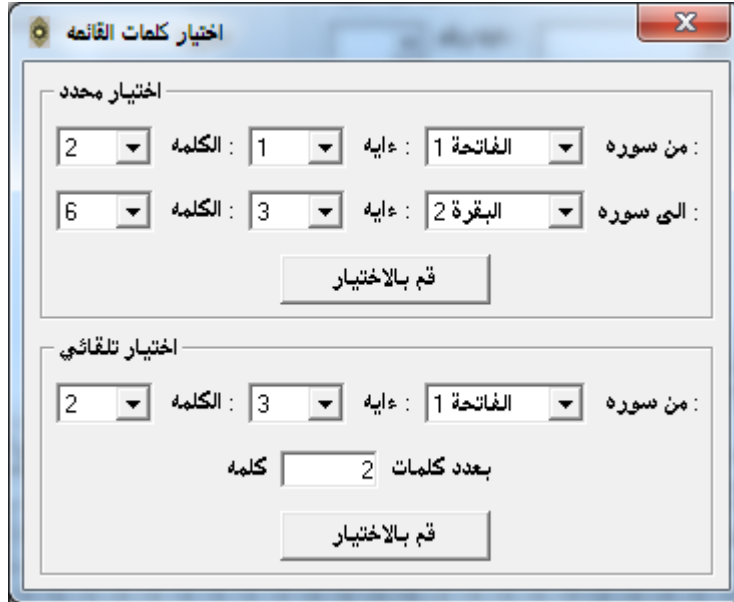 اختيار كلمات القائمه
اختيار محدد
من سوره : الفاتحة 1 ءايه : 1 الكلمه : 2
الى سوره : البقرة 2 ءايه : 3 الكلمه : 6
قم بالاختيار
اختيار تلقائي
من سوره : الفاتحة 1 ءايه : 3 الكلمه : 2
بعدد كلمات 2 كلمه
قم بالاختيار